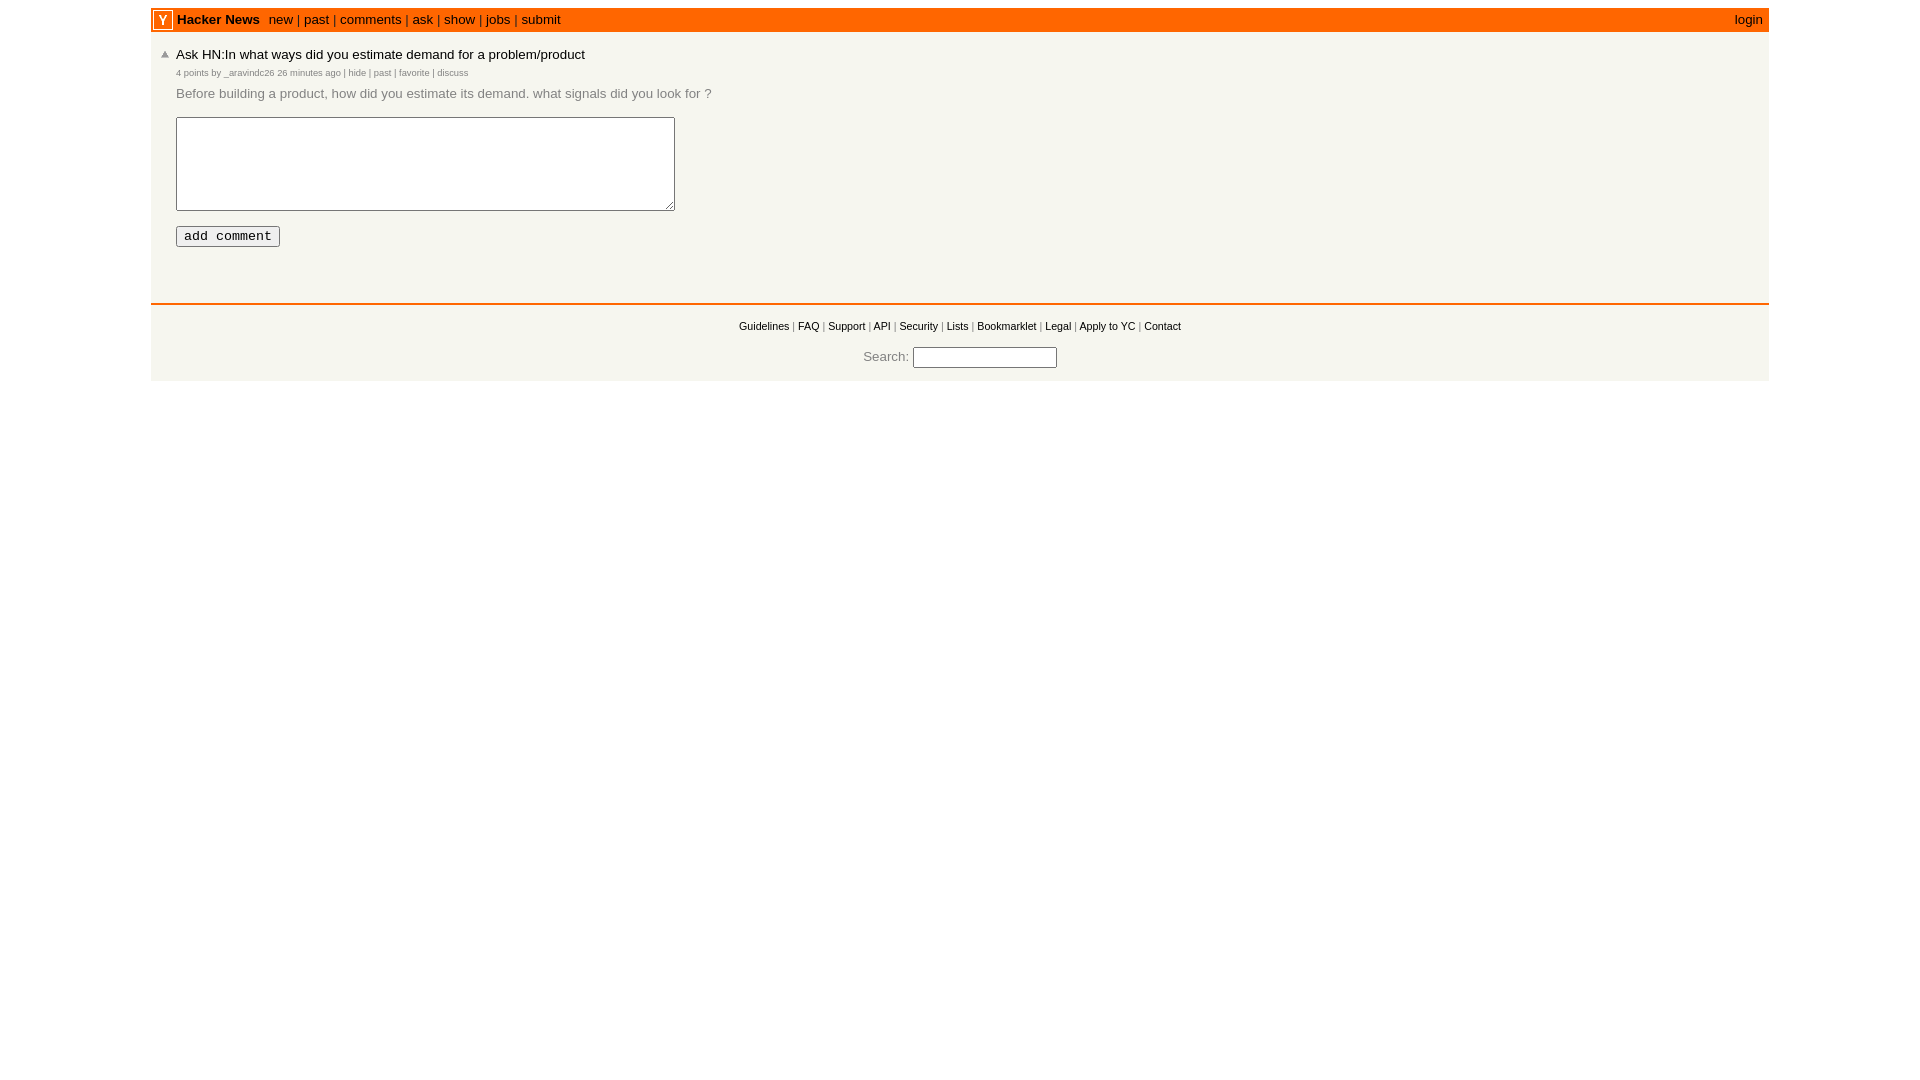 Y Hacker News new | past | comments | ask | show | jobs | submit login
Ask HN:In what ways did you estimate demand for a problem/product
4 points by _aravindc26 26 minutes ago | hide | past | favorite | discuss
Before building a product, how did you estimate its demand. what signals did you look for ?
add comment
Guidelines | FAQ | Support | API | Security | Lists | Bookmarklet | Legal | Apply to YC | Contact
Search: